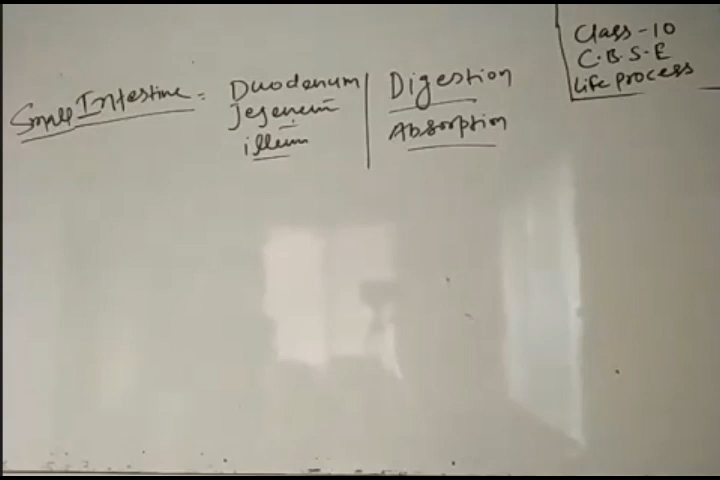 Small Intestine :
Duodenum
Jejenum
illeum
Digestion
Absorption
Class-10
C.B.S.E
Life process